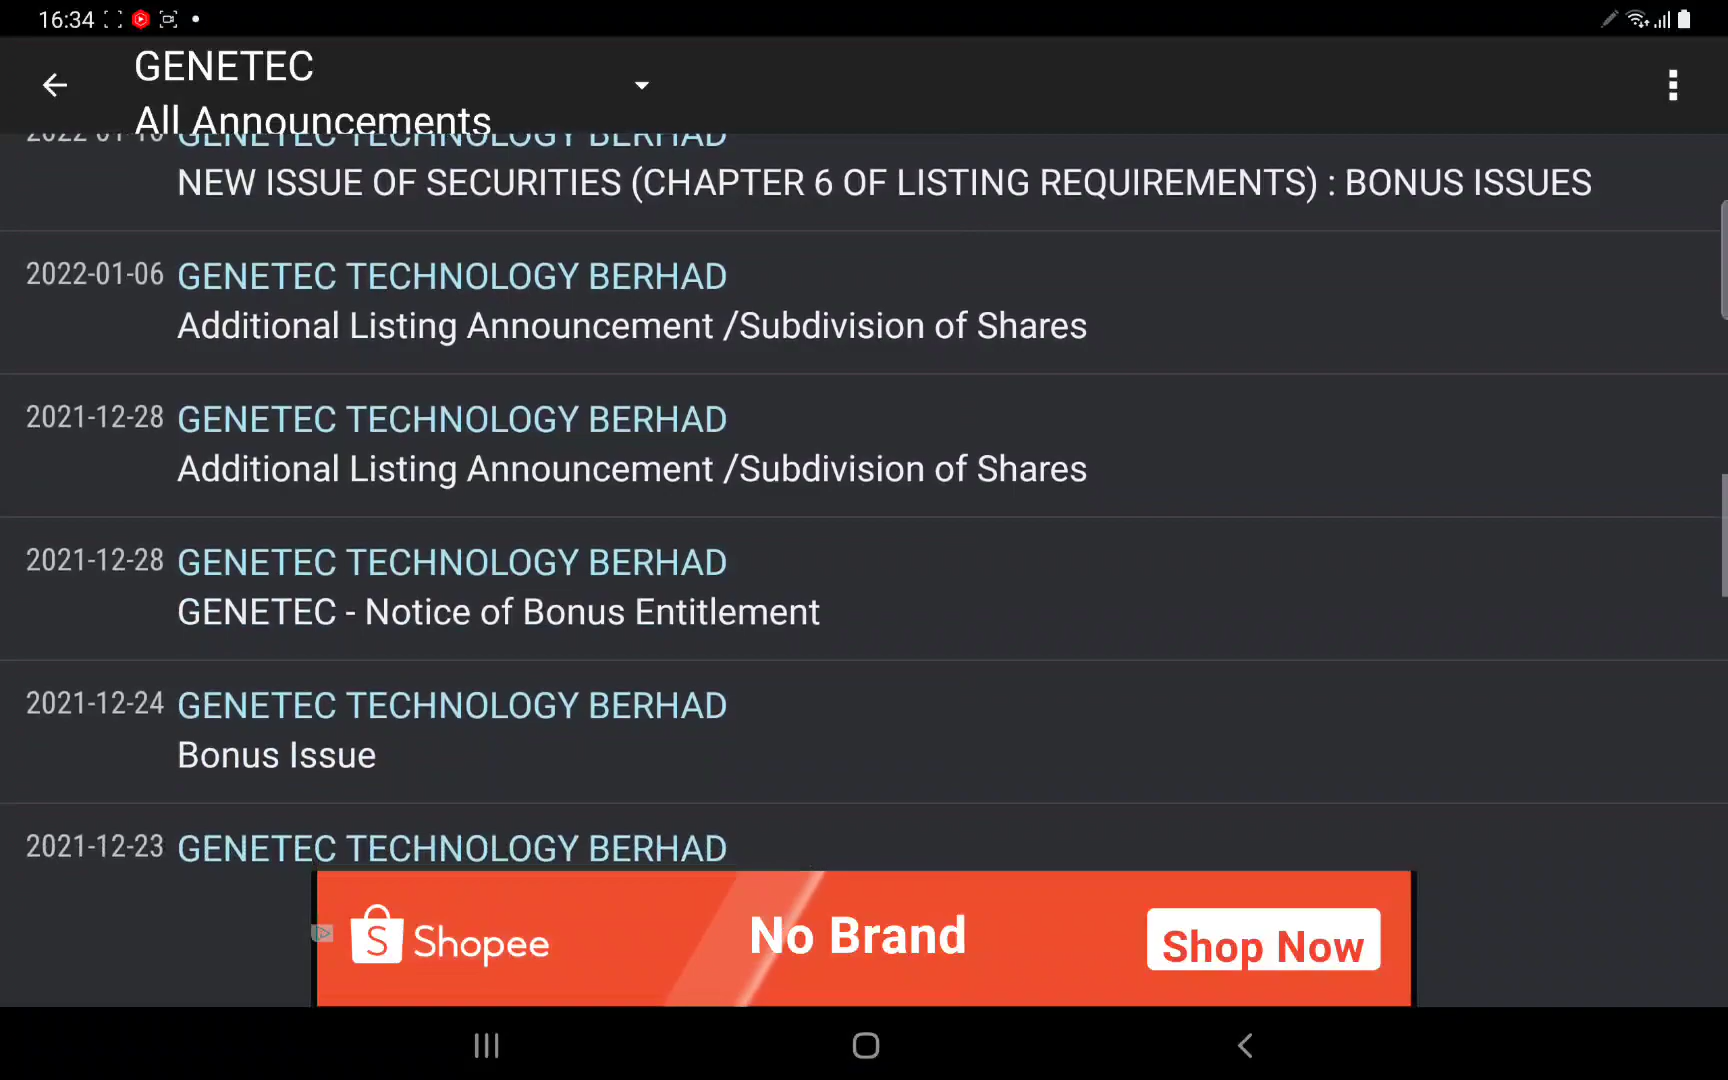 16:34
GENETEC
All Announcements
GENETEC TECHNOLOGY BERHAD
NEW ISSUE OF SECURITIES (CHAPTER 6 OF LISTING REQUIREMENTS) : BONUS ISSUES
2022-01-06 GENETEC TECHNOLOGY BERHAD
Additional Listing Announcement /Subdivision of Shares
2021-12-28 GENETEC TECHNOLOGY BERHAD
Additional Listing Announcement /Subdivision of Shares
2021-12-28 GENETEC TECHNOLOGY BERHAD
GENETEC - Notice of Bonus Entitlement
2021-12-24 GENETEC TECHNOLOGY BERHAD
Bonus Issue
2021-12-23 GENETEC TECHNOLOGY BERHAD
Shopee No Brand Shop Now